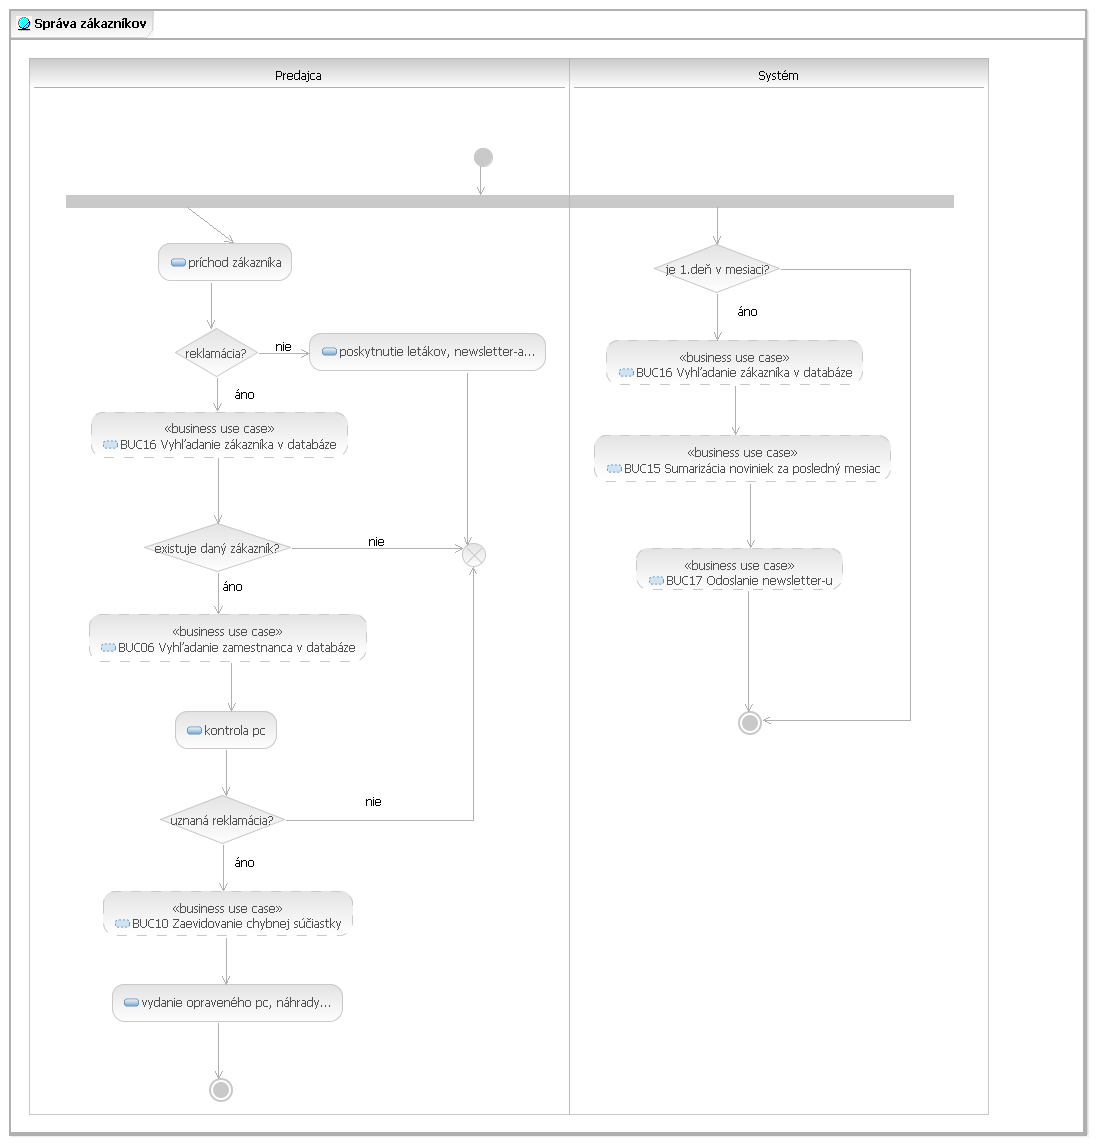 Správa zákazníkov
Predajca
Systém
príchod zákazníka
je 1.deň v mesiaci?
áno
reklamácia?
nie
poskytnutie letákov, newsletter-a...
áno
«business use case»
BUC16 Vyhľadanie zákazníka v databáze
«business use case»
BUC16 Vyhľadanie zákazníka v databáze
«business use case»
BUC15 Sumarizácia noviniek za posledný mesiac
existuje daný zákazník?
nie
áno
«business use case»
BUC17 Odoslanie newsletter-u
«business use case»
BUC06 Vyhľadanie zamestnanca v databáze
kontrola pc
uznaná reklamácia?
nie
áno
«business use case»
BUC10 Zaevidovanie chybnej súčiastky
vydanie opraveného pc, náhrady...